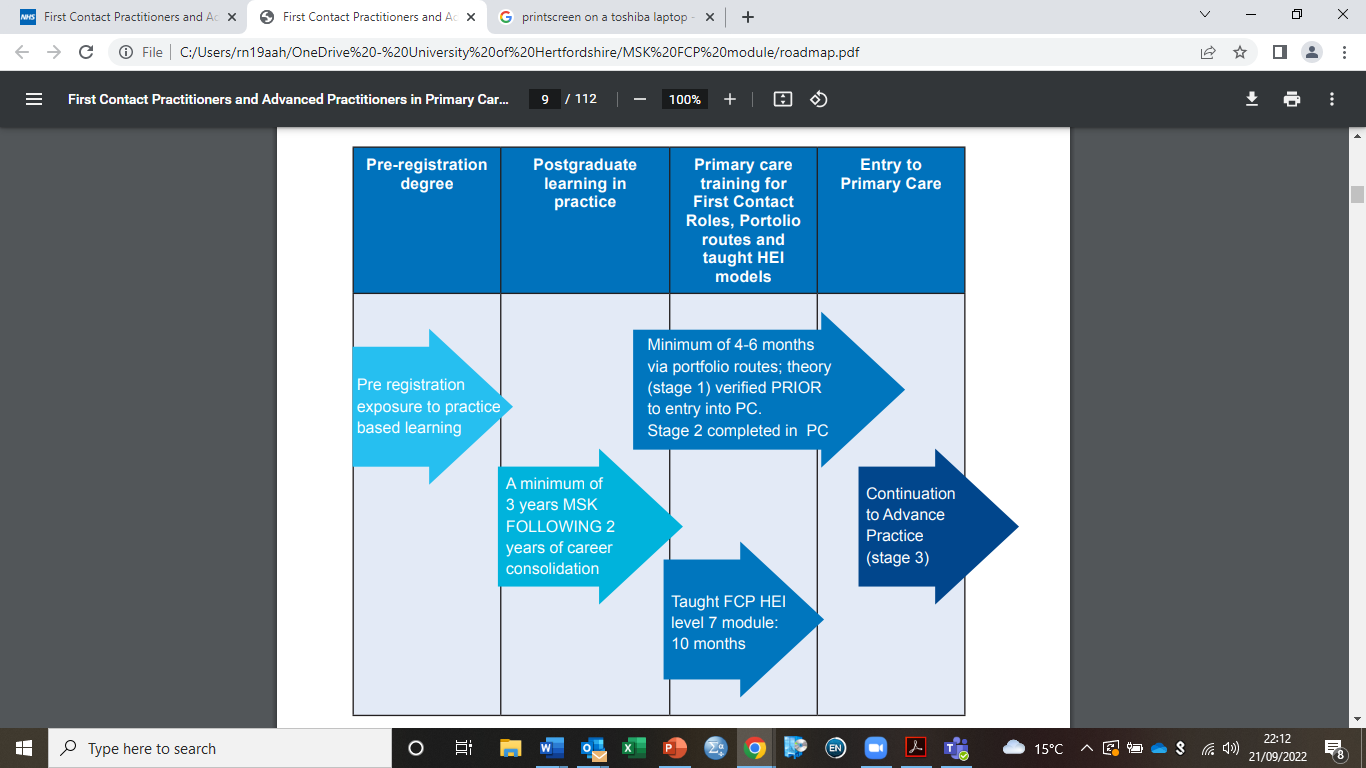 First Contact Practitioners and Ac
First Contact Practitioners and Ac
printscreen on a toshiba laptop -
File
C:/Users/rn19aah/OneDrive%20-%20University%20of%20Hertfordshire/MSK%20FCP%20module/roadmap.pdf
First Contact Practitioners and Advanced Practitioners in Primary Car...
9 / 112
100%
Pre-registration
degree
Postgraduate
learning in
practice
Primary care
training for
First Contact
Roles, Portolio
routes and
taught HEI
models
Entry to
Primary Care
Pre registration
exposure to practice
based learning
Minimum of 4-6 months
via portfolio routes; theory
(stage 1) verified PRIOR
to entry into PC.
Stage 2 completed in PC
A minimum of
3 years MSK
FOLLOWING 2
years of career
consolidation
Continuation
to Advance
Practice
(stage 3)
Taught FCP HEI
level 7 module:
10 months
Type here to search
EN
15°C
22:12
21/09/2022
8